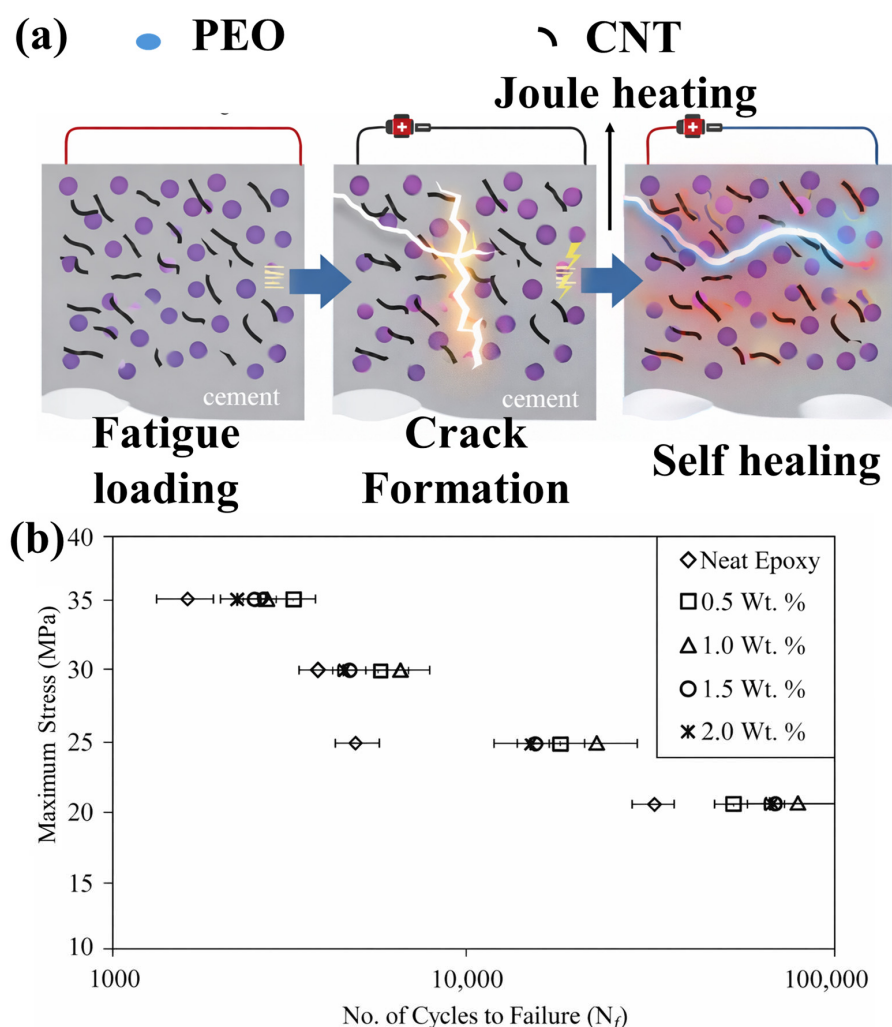 (a)
PEO
CNT
Joule heating
cement
cement
Fatigue
loading
Crack
Formation
Self healing
(b)
40
35
30
25
20
15
10
Maximum Stress (MPa)
Neat Epoxy
0.5 Wt. %
1.0 Wt. %
1.5 Wt. %
2.0 Wt. %
1000
10,000
100,000
No. of Cycles to Failure (Nf)